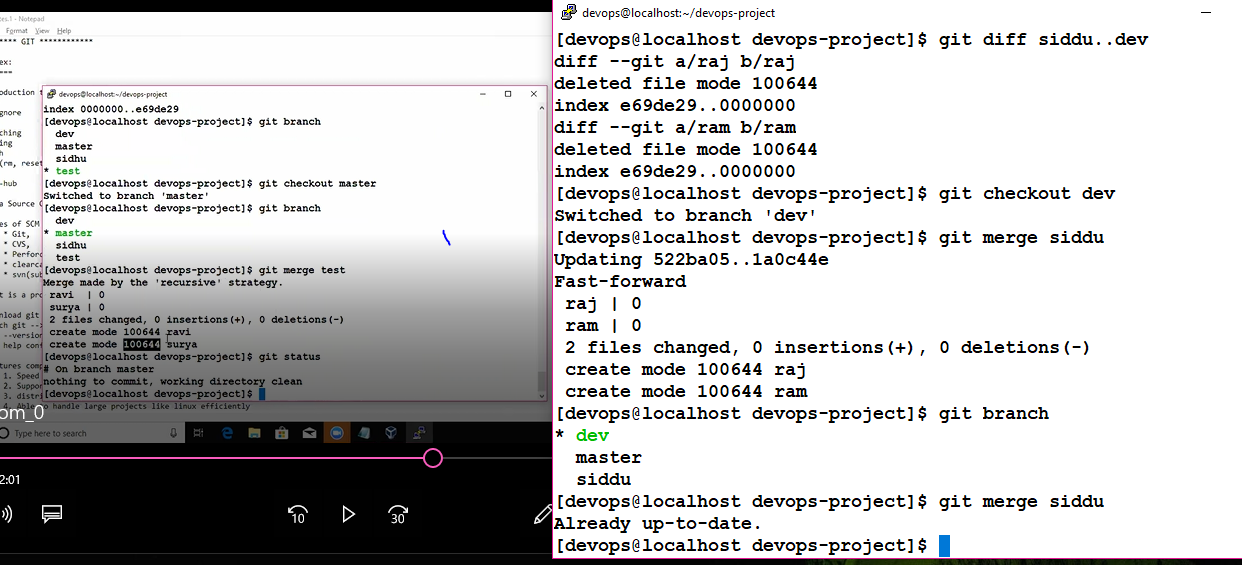 tes.1 - Notepad
Format View Help
**** GIT ************
ex:
===
oduction t
gnore
ching
ing
h
(rm, reset
-hub
a Source C
es of SCM
* Git,
* CVS,
* Perforc
* clearca
* svn(sub
t is a pro
nload git
ch git --i
--version
help cont
tures comp
1. Speed
2. Suppor
3. distri
4. Able to handle large projects like linux efficiently
devops@localhost:~/devops-project
index 0000000..e69de29
[devops@localhost devops-project]$ git branch
dev
master
sidhu
* test
[devops@localhost devops-project]$ git checkout master
Switched to branch 'master'
[devops@localhost devops-project]$ git branch
dev
* master
sidhu
test
[devops@localhost devops-project]$ git merge test
Merge made by the 'recursive' strategy.
ravi | 0
surya | 0
2 files changed, 0 insertions(+), 0 deletions(-)
create mode 100644 ravi
create mode 100644 surya
[devops@localhost devops-project]$ git status
# On branch master
nothing to commit, working directory clean
[devops@localhost devops-project]$
om_0
Type here to search
2:01
10
30
devops@localhost:~/devops-project
[devops@localhost devops-project]$ git diff siddu..dev
diff --git a/raj b/raj
deleted file mode 100644
index e69de29..0000000
diff --git a/ram b/ram
deleted file mode 100644
index e69de29..0000000
[devops@localhost devops-project]$ git checkout dev
Switched to branch 'dev'
[devops@localhost devops-project]$ git merge siddu
Updating 522ba05..1a0c44e
Fast-forward
raj | 0
ram | 0
2 files changed, 0 insertions(+), 0 deletions(-)
create mode 100644 raj
create mode 100644 ram
[devops@localhost devops-project]$ git branch
* dev
master
siddu
[devops@localhost devops-project]$ git merge siddu
Already up-to-date.
[devops@localhost devops-project]$